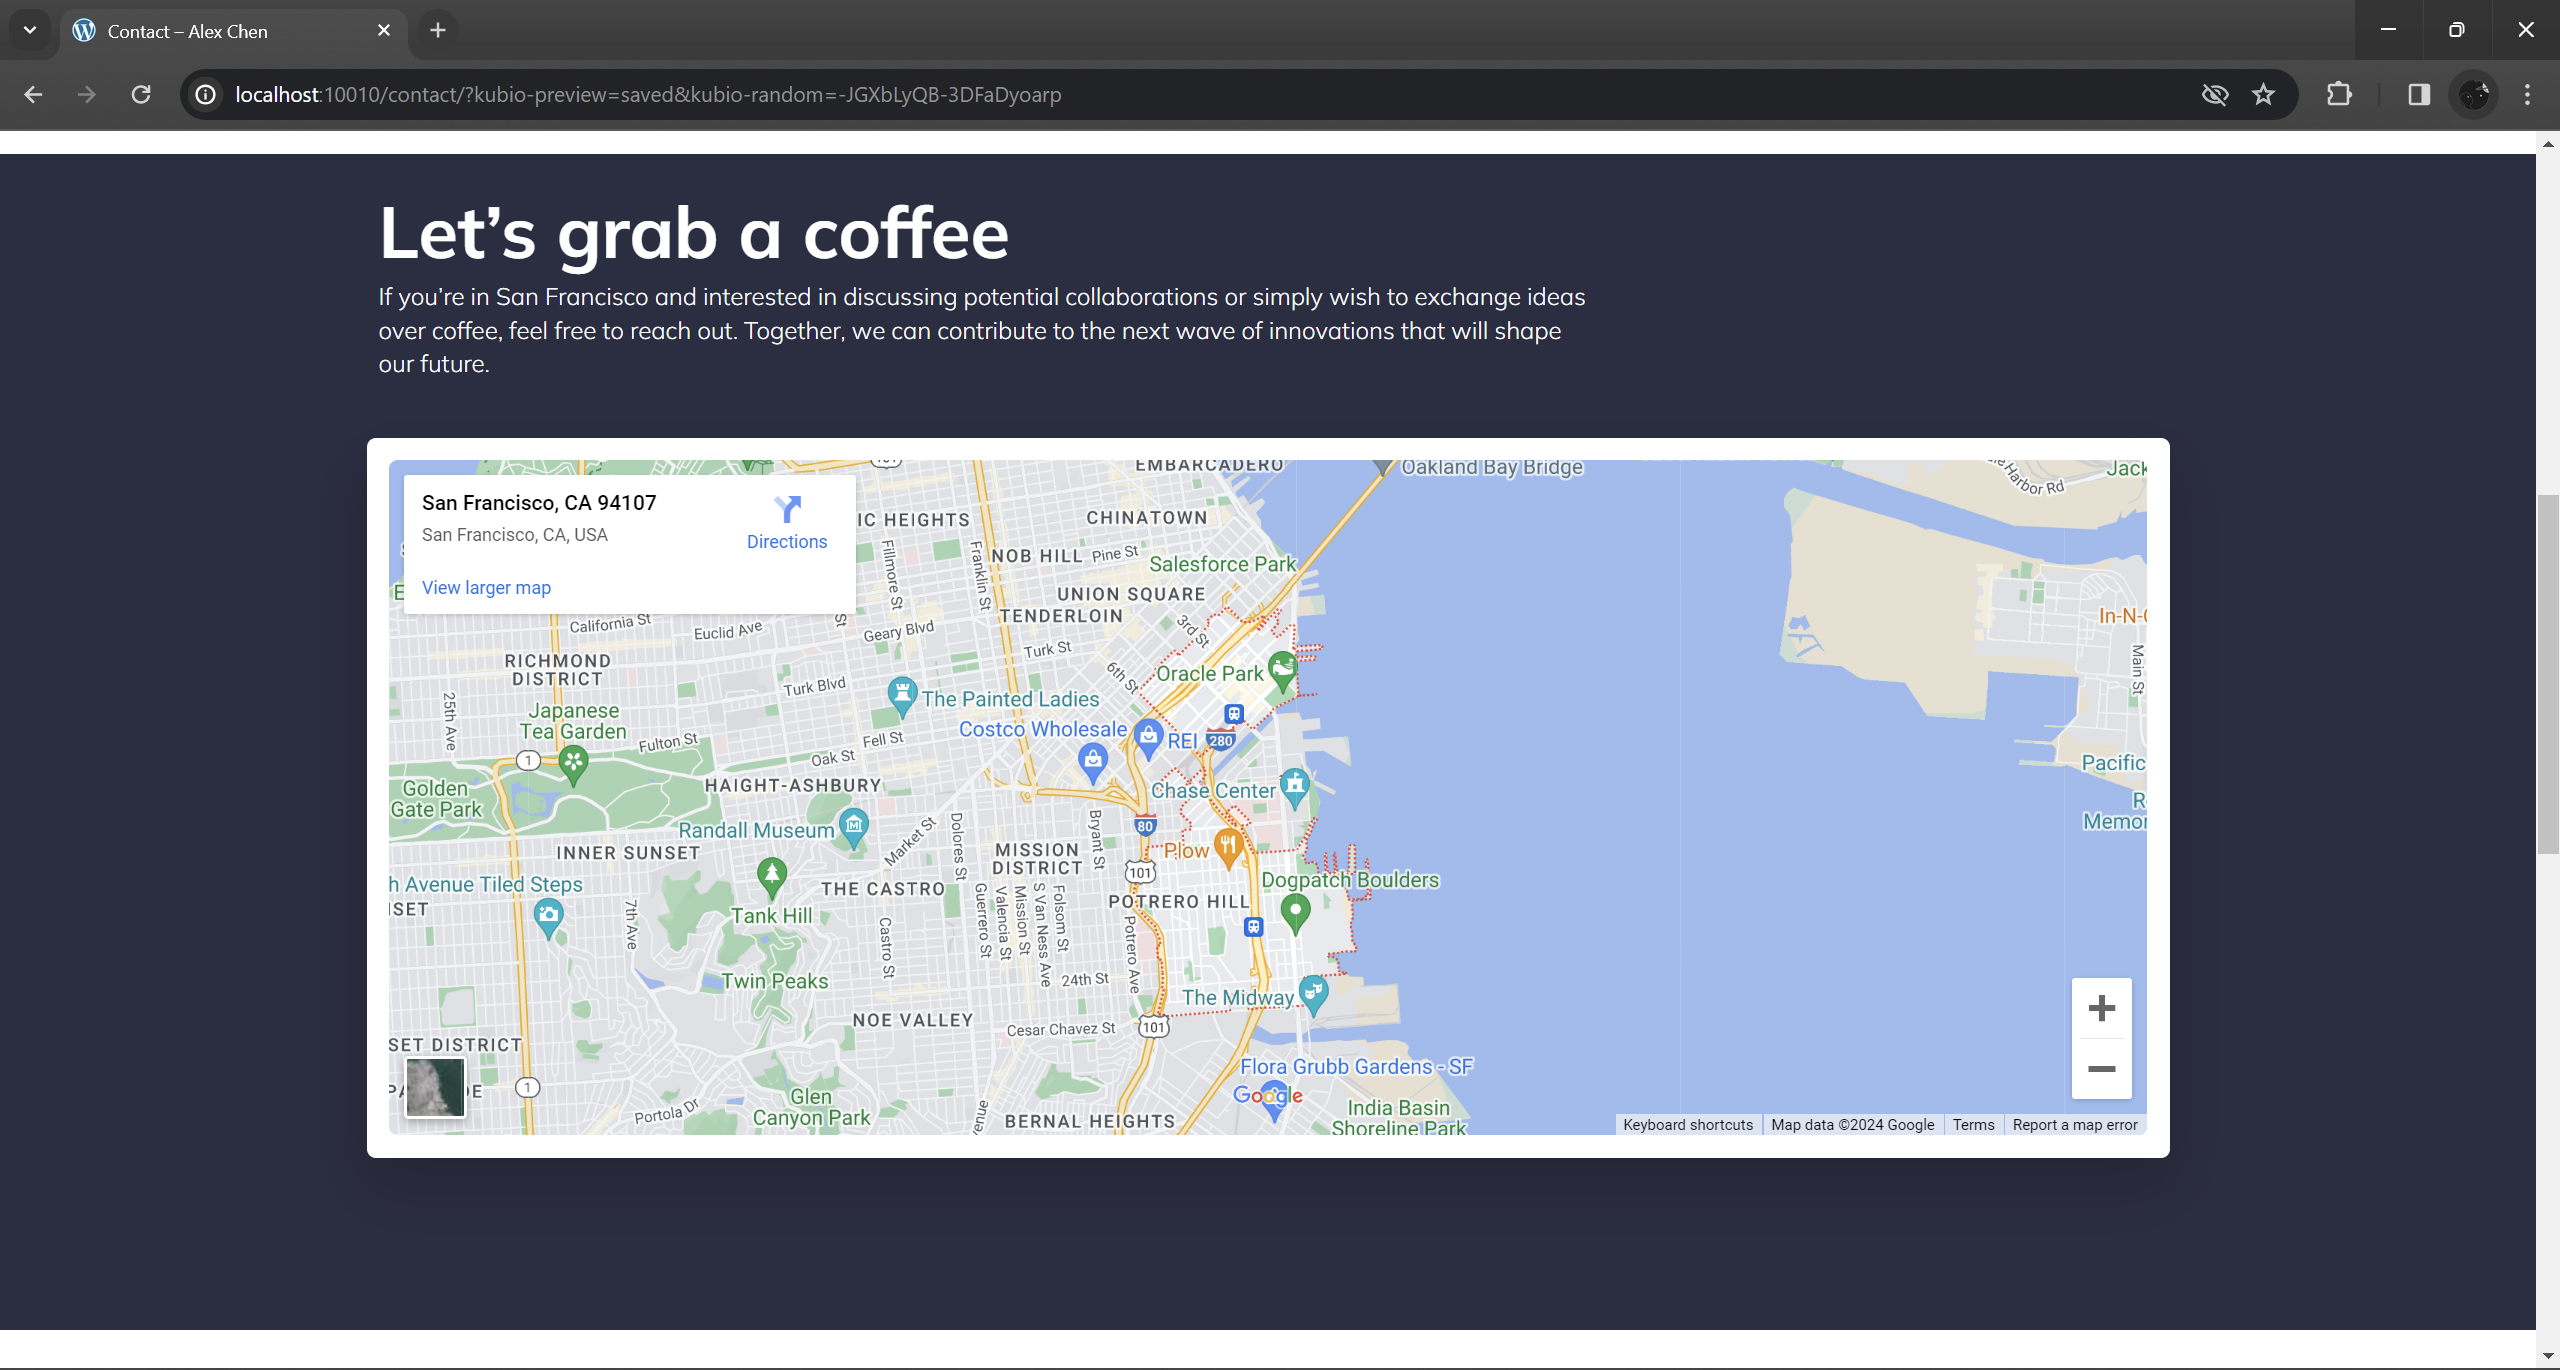 Contact – Alex Chen
localhost:10010/contact/?kubio-preview=saved&kubio-random=-JGXbLyQB-3DFaDyoarp
Let’s grab a coffee
If you’re in San Francisco and interested in discussing potential collaborations or simply wish to exchange ideas
over coffee, feel free to reach out. Together, we can contribute to the next wave of innovations that will shape
our future.
San Francisco, CA 94107
San Francisco, CA, USA
Directions
View larger map
EMBARCADERO
Oakland Bay Bridge
Harbor Rd
Jack
IC HEIGHTS
CHINATOWN
NOB HILL
Pine St
Salesforce Park
Fillmore St
Franklin St
UNION SQUARE
TENDERLOIN
California St
Euclid Ave
St
Geary Blvd
3rd St
In-N-
Turk St
RICHMOND
DISTRICT
6th St
Oracle Park
Main St
Turk Blvd
25th Ave
The Painted Ladies
Japanese
Tea Garden
Costco Wholesale
REI
280
Fulton St
Fell St
Oak St
1
Pacific
HAIGHT-ASHBURY
Golden
Gate Park
Chase Center
R
Memor
Randall Museum
Market St
Dolores St
Bryant St
80
INNER SUNSET
MISSION
DISTRICT
Plow
101
h Avenue Tiled Steps
THE CASTRO
Dogpatch Boulders
SET
7th Ave
Tank Hill
Castro St
Guerrero St
Valencia St
Mission St
S Van Ness Ave
Folsom St
POTRERO HILL
Potrero Ave
Twin Peaks
24th St
The Midway
NOE VALLEY
Cesar Chavez St
101
SET DISTRICT
Flora Grubb Gardens - SF
1
Google
Glen
Canyon Park
Portola Dr
venue
BERNAL HEIGHTS
India Basin
Shoreline Park
Keyboard shortcuts
Map data ©2024 Google
Terms
Report a map error